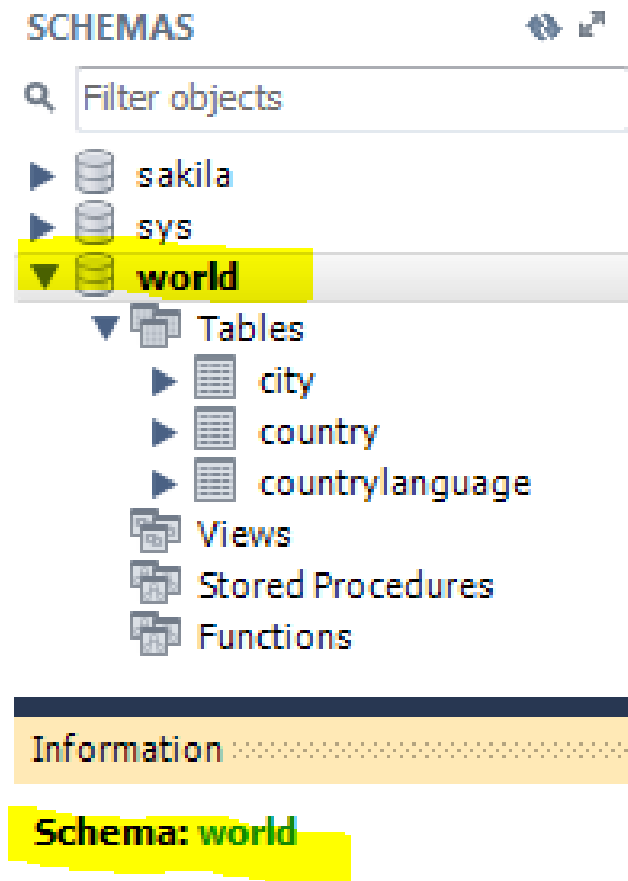 SCHEMAS
Filter objects
sakila
sys
world
Tables
city
country
countrylanguage
Views
Stored Procedures
Functions
Information
Schema: world